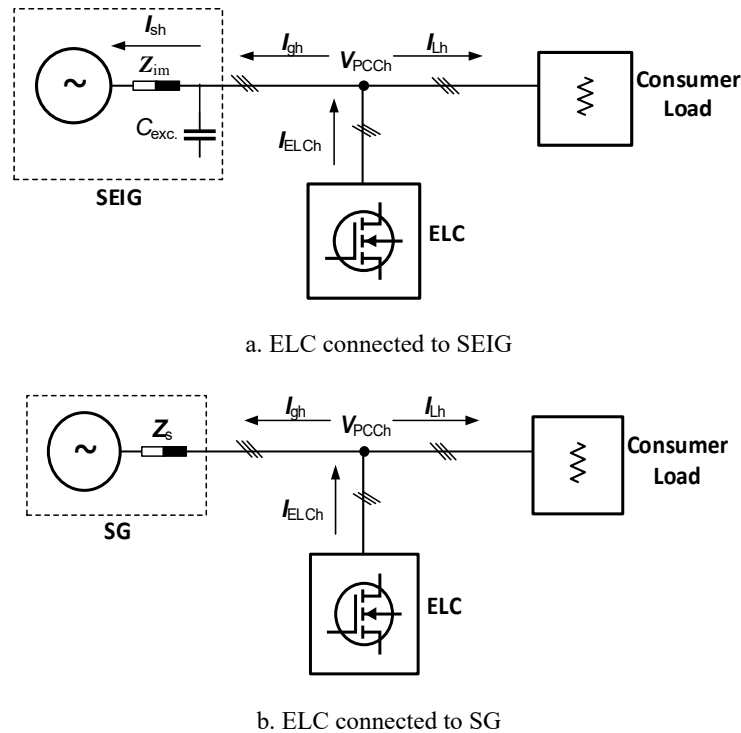 Ish
Igh
VPCCh
ILh
Zim
~
Cexc.
IELCh
SEIG
ELC
Consumer
Load
a. ELC connected to SEIG
Igh
VPCCh
ILh
~
Zs
IELCh
SG
ELC
Consumer
Load
b. ELC connected to SG